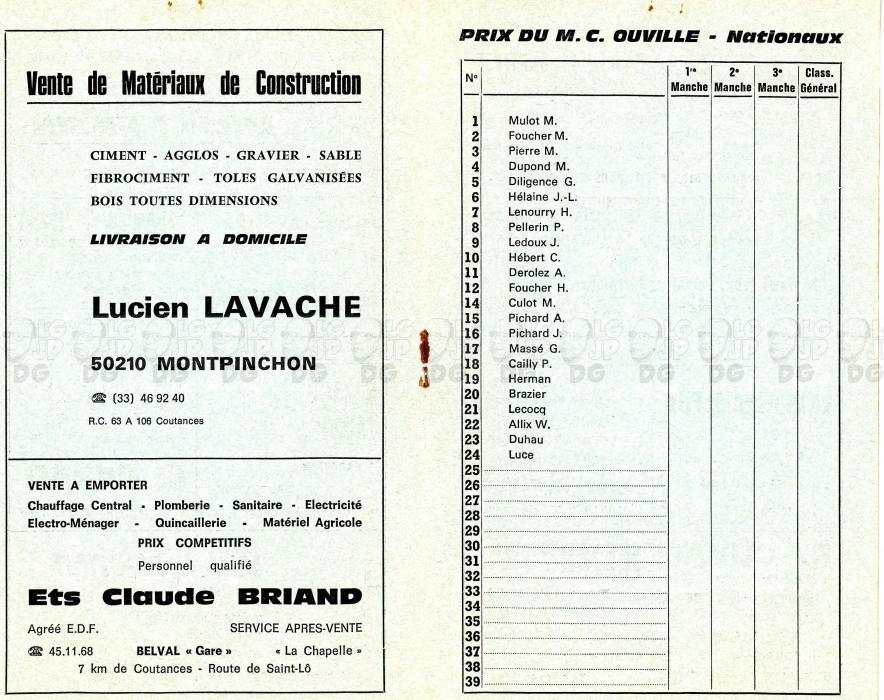 Vente de Matériaux de Construction
CIMENT - AGGLOS - GRAVIER - SABLE
FIBROCIMENT - TOLES GALVANISÉES
BOIS TOUTES DIMENSIONS
LIVRAISON A DOMICILE
Lucien LAVACHE
50210 MONTPINCHON
☎ (33) 46 92 40
R.C. 63 A 106 Coutances
VENTE A EMPORTER
Chauffage Central - Plomberie - Sanitaire - Electricité
Electro-Ménager - Quincaillerie - Matériel Agricole
PRIX COMPETITIFS
Personnel qualifié
Ets Claude BRIAND
Agréé E.D.F. SERVICE APRES-VENTE
☎ 45.11.68 BELVAL « Gare » « La Chapelle »
7 km de Coutances - Route de Saint-Lô
PRIX DU M. C. OUVILLE - Nationaux
N° 1re Manche 2e Manche 3e Manche Class. Général
1 Mulot M.
2 Foucher M.
3 Pierre M.
4 Dupond M.
5 Diligence G.
6 Hélaine J.-L.
7 Lenourry H.
8 Pellerin P.
9 Ledoux J.
10 Hébert C.
11 Derolez A.
12 Foucher H.
14 Culot M.
15 Pichard A.
16 Pichard J.
17 Massé G.
18 Cailly P.
19 Herman
20 Brazier
21 Lecocq
22 Allix W.
23 Duhau
24 Luce
25
26
27
28
29
30
31
32
33
34
35
36
37
38
39